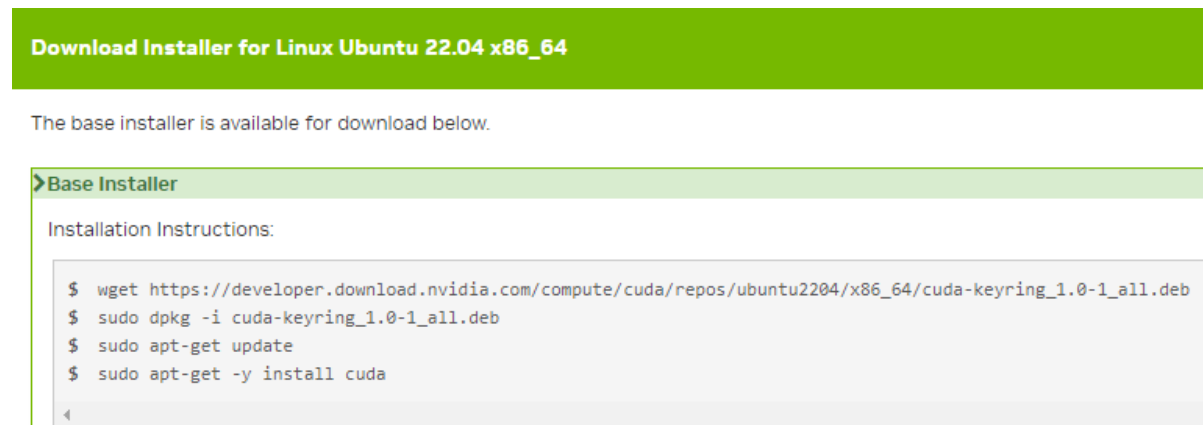 Download Installer for Linux Ubuntu 22.04 x86_64
The base installer is available for download below.
Base Installer
Installation Instructions:
$ wget https://developer.download.nvidia.com/compute/cuda/repos/ubuntu2204/x86_64/cuda-keyring_1.0-1_all.deb
$ sudo dpkg -i cuda-keyring_1.0-1_all.deb
$ sudo apt-get update
$ sudo apt-get -y install cuda